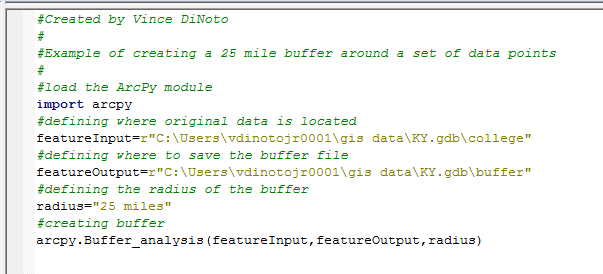 #Created by Vince DiNoto
#
#Example of creating a 25 mile buffer around a set of data points
#
#load the ArcPy module
import arcpy
#defining where original data is located
featureInput=r"C:\Users\vdinotojr0001\gis data\KY.gdb\college"
#defining where to save the buffer file
featureOutput=r"C:\Users\vdinotojr0001\gis data\KY.gdb\buffer"
#defining the radius of the buffer
radius="25 miles"
#creating buffer
arcpy.Buffer_analysis(featureInput,featureOutput,radius)